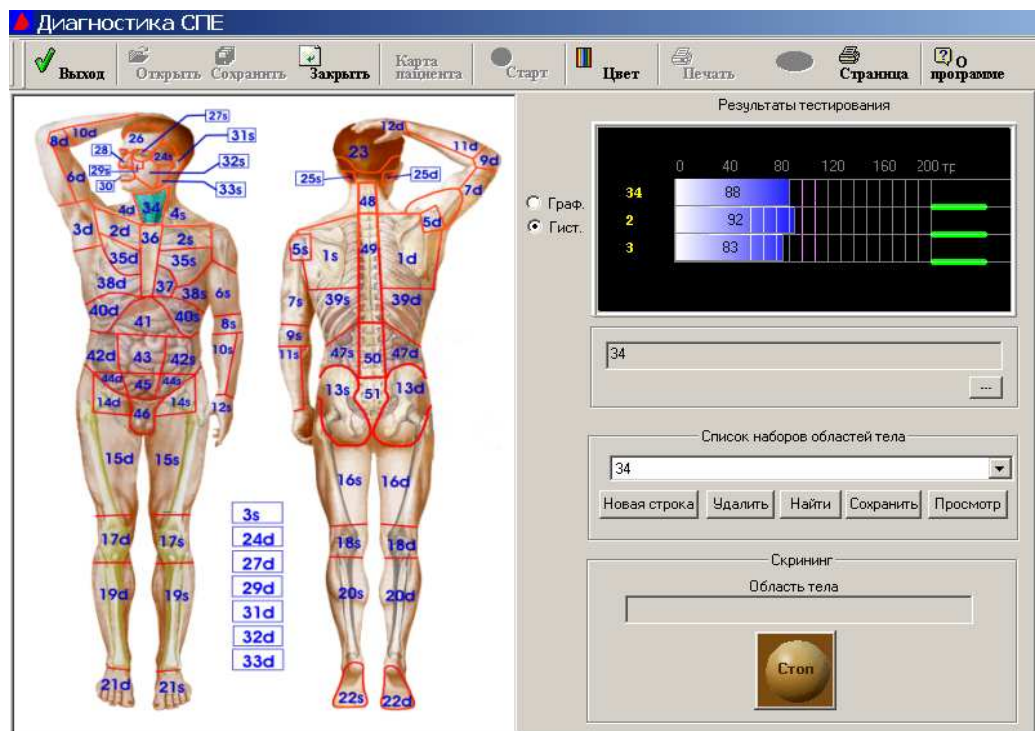 Диагностика СПЕ
Выход Открыть Сохранить Закрыть Карта пациента Старт Цвет Печать Страница О программе
27s
10d 26 31s
8d 28 24s
32s
29s
6d 30 33s
4d 34 4s
3d 2d 36 2s
35d 35s
38d 37 38s 6s
40d 40s
41 8s
42d 43 42s 10s
44d 45 44s
14d 14s 12s
46
15d 15s
17d 17s
19d 19s
21d 21s
3s
24d
27d
29d
31d
32d
33d
12d
23 11d
9d
25s 25d
7d
48
5d
5s 1s 49 1d
7s 39s 39d
9s
11s 47s 50 47d
13s 51 13d
16s 16d
18s 18d
20s 20d
22s 22d
Результаты тестирования
0 40 80 120 160 200 тр
34 88
2 92
3 83
Граф.
Гист.
34
...
Список наборов областей тела
34
Новая строка Удалить Найти Сохранить Просмотр
Скрининг
Область тела
Стоп